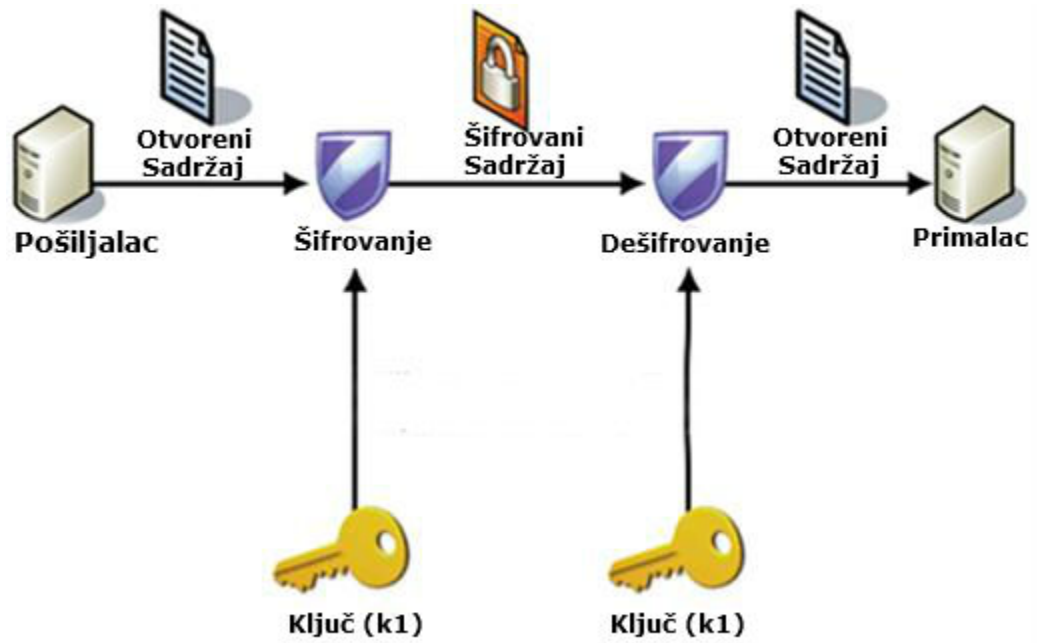 Otvoreni
Sadržaj
Šifrovani
Sadržaj
Otvoreni
Sadržaj
Pošiljalac
Šifrovanje
Dešifrovanje
Primalac
Ključ (k1)
Ključ (k1)